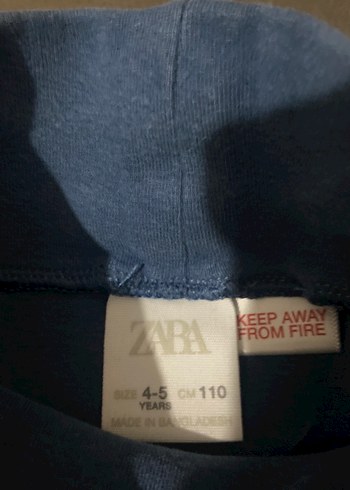 ZARA
KEEP AWAY
FROM FIRE
SIZE 4-5 CM 110
YEARS
MADE IN BANGLADESH